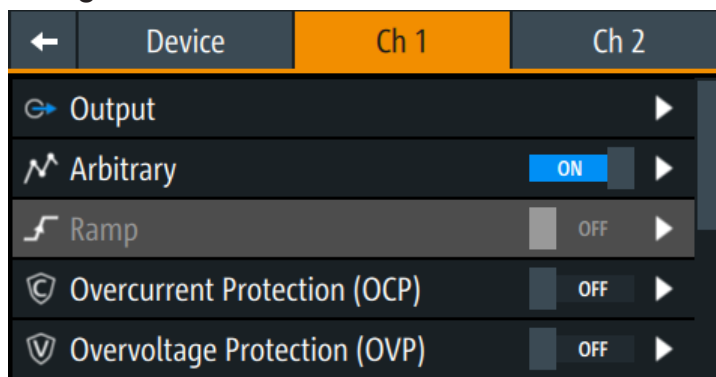 Device Ch 1 Ch 2
Output
Arbitrary ON
Ramp OFF
Overcurrent Protection (OCP) OFF
Overvoltage Protection (OVP) OFF